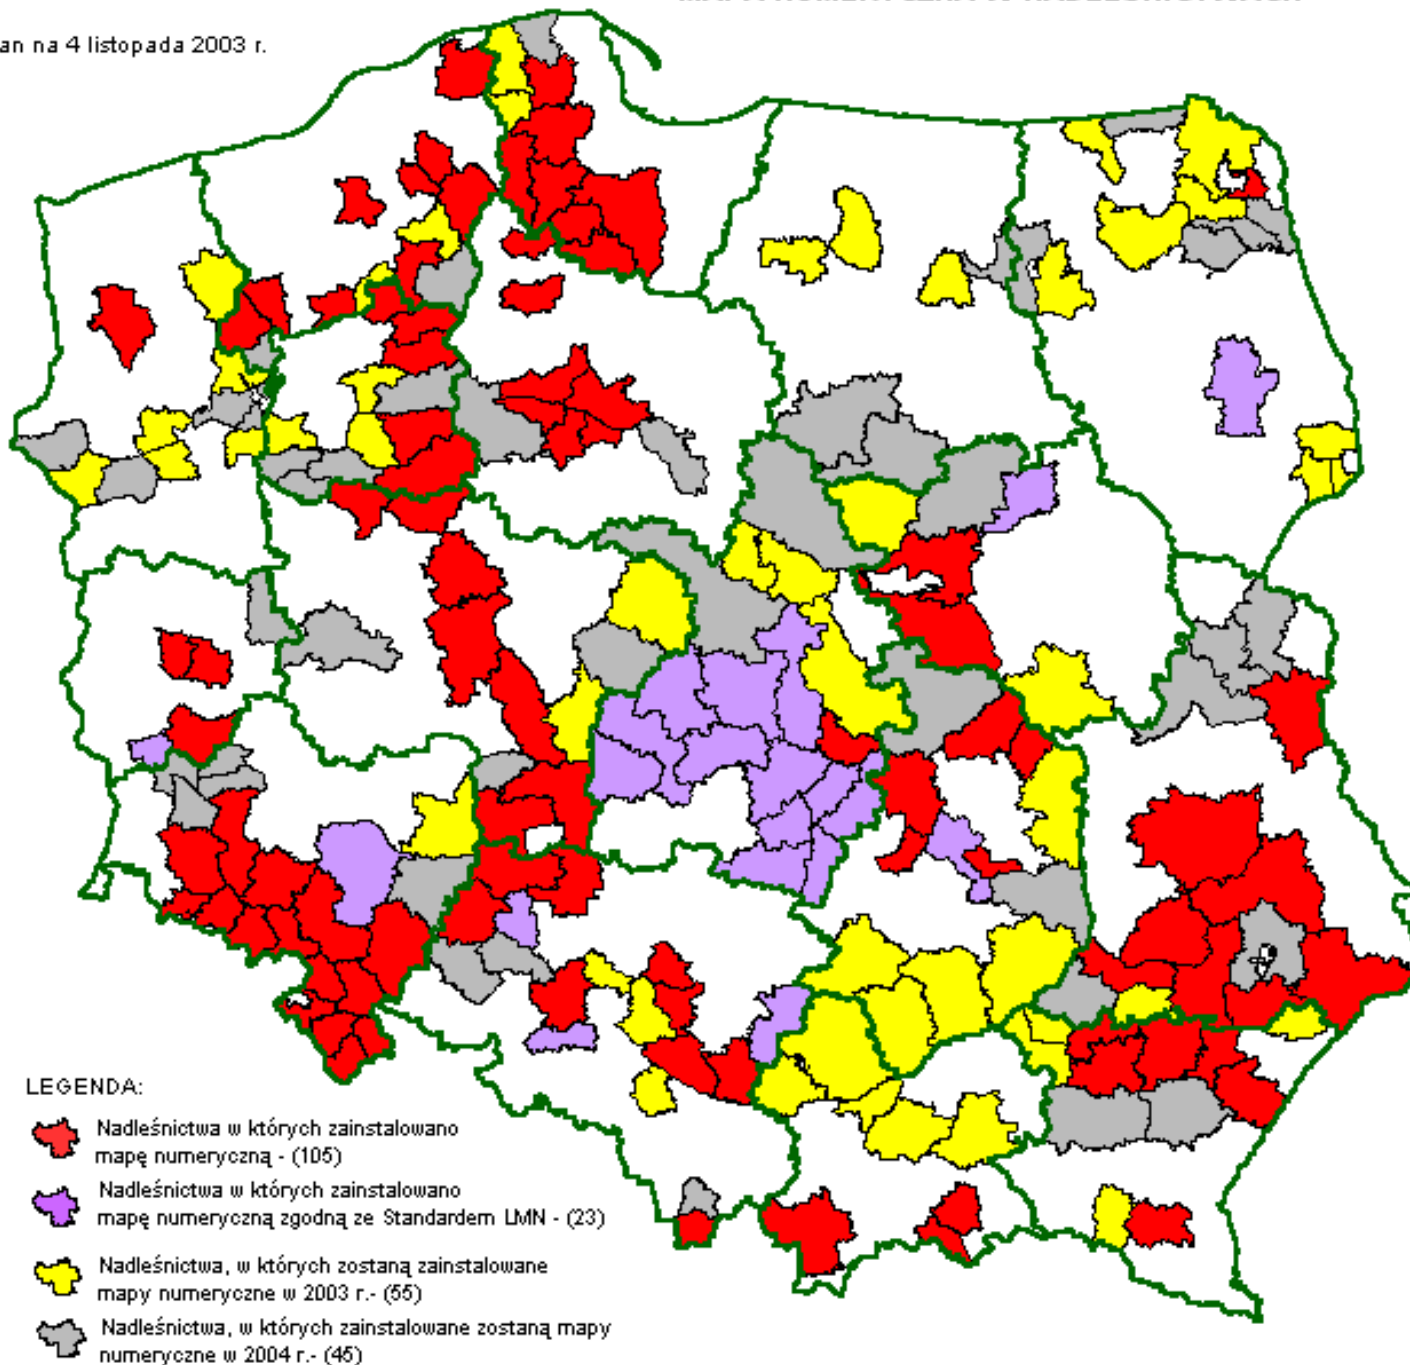 an na 4 listopada 2003 r.
LEGENDA:
Nadleśnictwa w których zainstalowano
mapę numeryczną - (105)
Nadleśnictwa w których zainstalowano
mapę numeryczną zgodną ze Standardem LMN - (23)
Nadleśnictwa, w których zostaną zainstalowane
mapy numeryczne w 2003 r.- (55)
Nadleśnictwa, w których zainstalowane zostaną mapy
numeryczne w 2004 r.- (45)